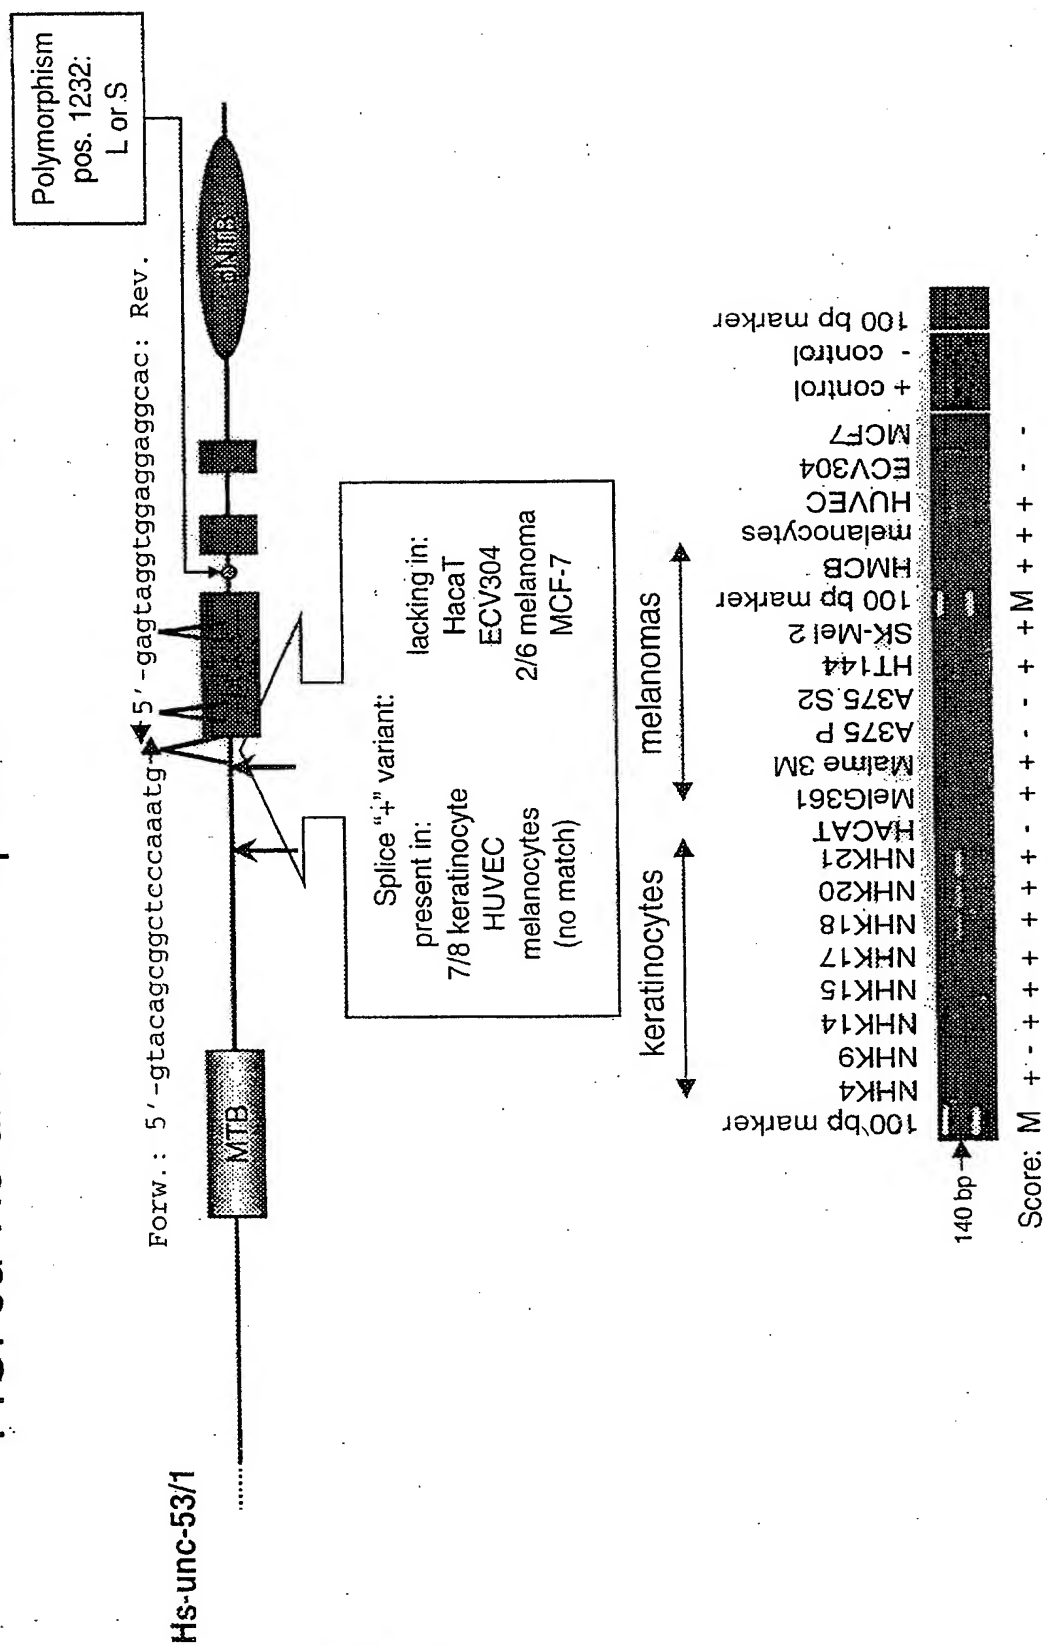 Hs-unc-53/1
Forw.: 5′-gtacagcggctcccaaatg
5′-gagtaggtggaggaggcac: Rev.
Polymorphism
pos. 1232:
L or S
MTB
Splice “+” variant:
present in:
7/8 keratinocyte
HUVEC
melanocytes
(no match)
lacking in:
HacaT
ECV304
2/6 melanoma
MCF-7
keratinocytes
melanomas
100 bp marker
NHK4
NHK9
NHK14
NHK15
NHK17
NHK18
NHK20
NHK21
HACAT
MelG361
Malme 3M
A375 P
A375 S2
HT144
SK-Mel 2
100 bp marker
HMCB
melanocytes
HUVEC
ECV304
MCF7
+ control
- control
100 bp marker
140 bp
Score: M + - + + + + + + - + + - - + + M + + + - -